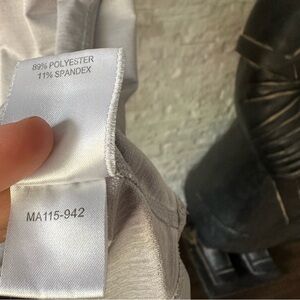 89% POLYESTER
11% SPANDEX
MA115-942